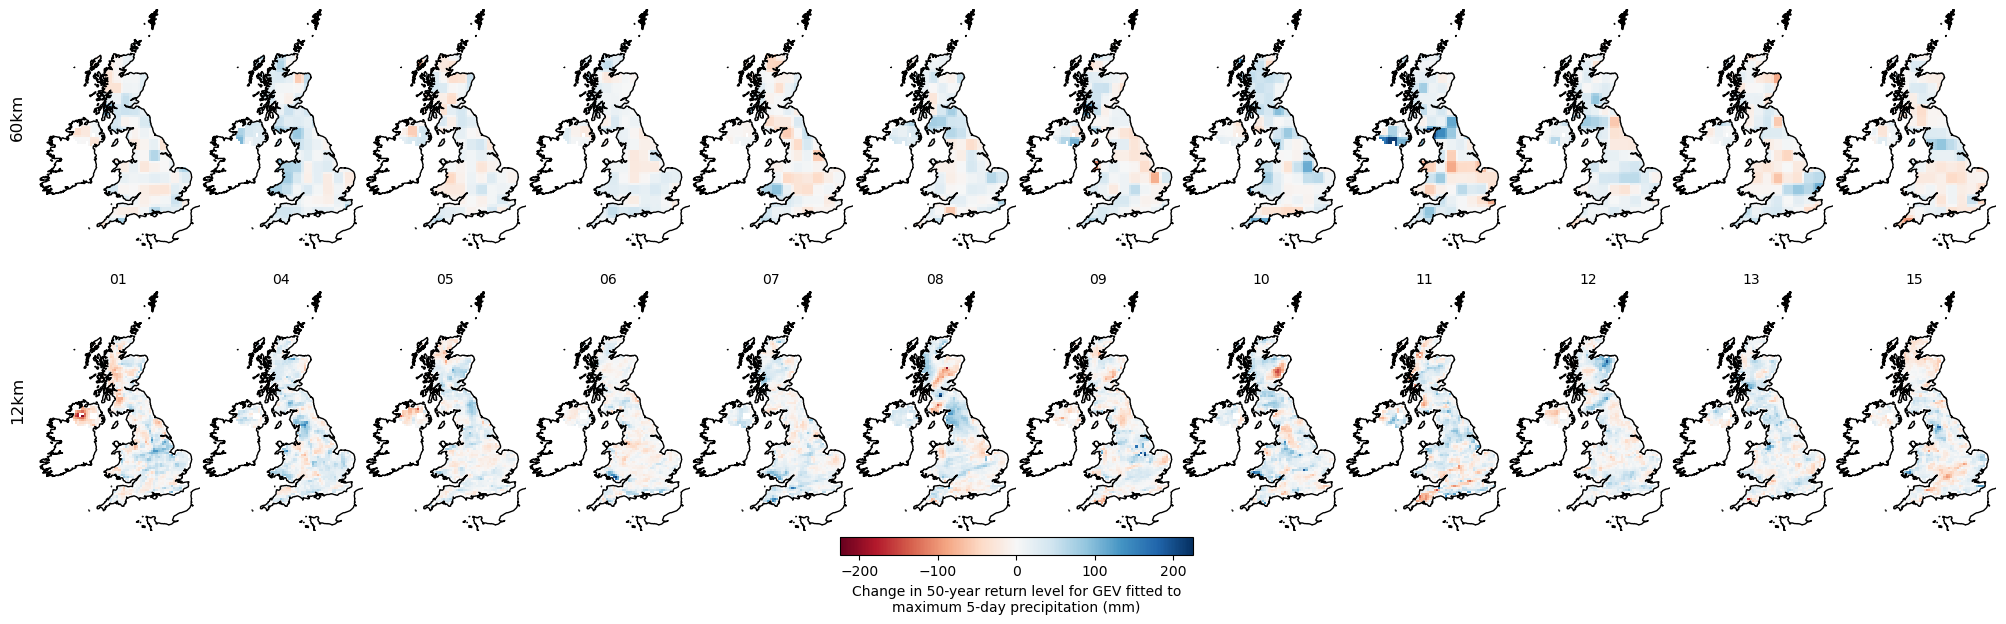 60km
01 04 05 06 07 08 09 10 11 12 13 15
12km
−200 −100 0 100 200
Change in 50-year return level for GEV fitted to
maximum 5-day precipitation (mm)